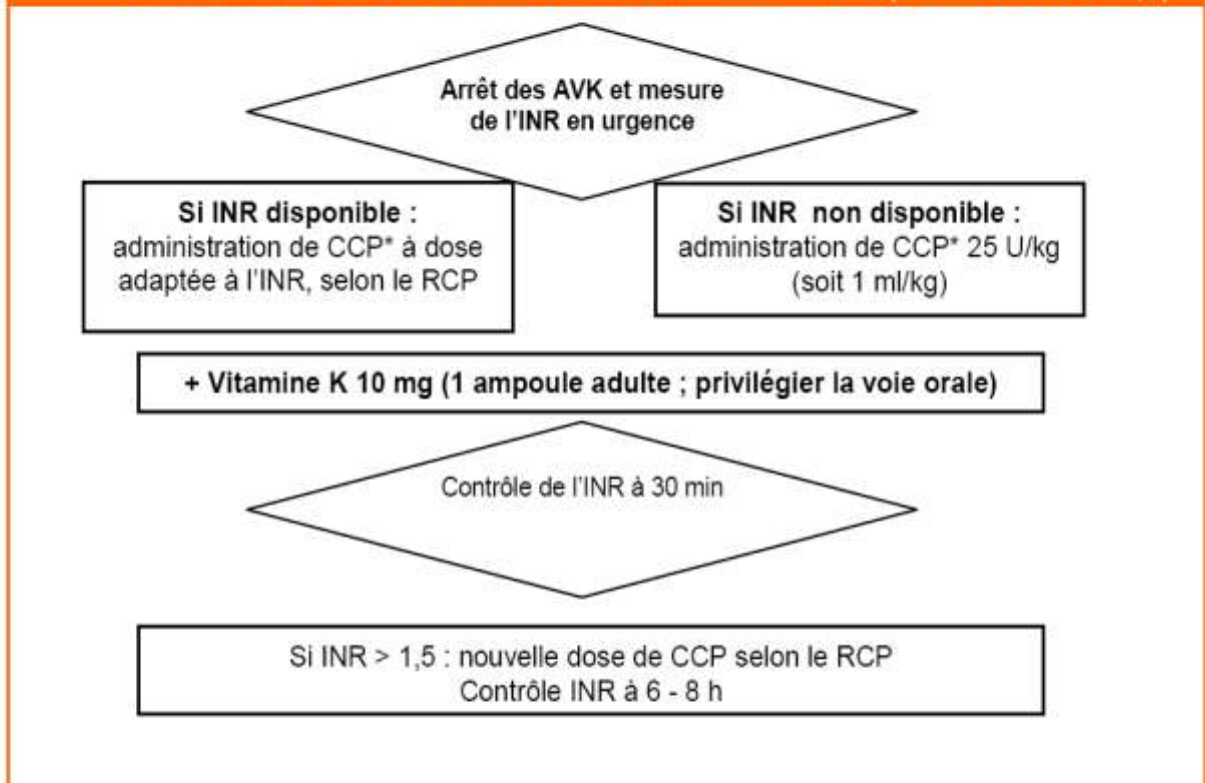 Arrêt des AVK et mesure
de l'INR en urgence
Si INR disponible :
administration de CCP* à dose
adaptée à l'INR, selon le RCP
Si INR non disponible :
administration de CCP* 25 U/kg
(soit 1 ml/kg)
+ Vitamine K 10 mg (1 ampoule adulte ; privilégier la voie orale)
Contrôle de l'INR à 30 min
Si INR > 1,5 : nouvelle dose de CCP selon le RCP
Contrôle INR à 6 - 8 h